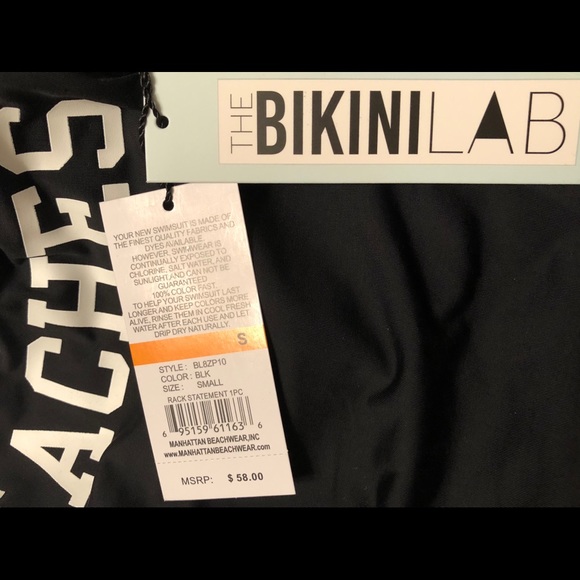 THE BIKINI LAB
ACHES
YOUR NEW SWIMSUIT IS MADE OF
THE FINEST QUALITY FABRICS AND
DYES AVAILABLE
HOWEVER, SWIMWEAR IS
CONTINUALLY EXPOSED TO
CHLORINE, SALT WATER, AND
SUNLIGHT AND CAN NOT BE
GUARANTEED
100% COLOR FAST.
TO HELP YOUR SWIMSUIT LAST
LONGER AND KEEP COLORS MORE
ALIVE, RINSE THEM IN COOL FRESH
WATER AFTER EACH USE AND LET
DRIP DRY NATURALLY.
S
STYLE : BL8ZP10
COLOR : BLK
SIZE : SMALL
RACK STATEMENT 1PC
6 95159 61163 6
MANHATTAN BEACHWEAR,INC
www.MANHATTANBEACHWEAR.COM
MSRP: $ 58.00